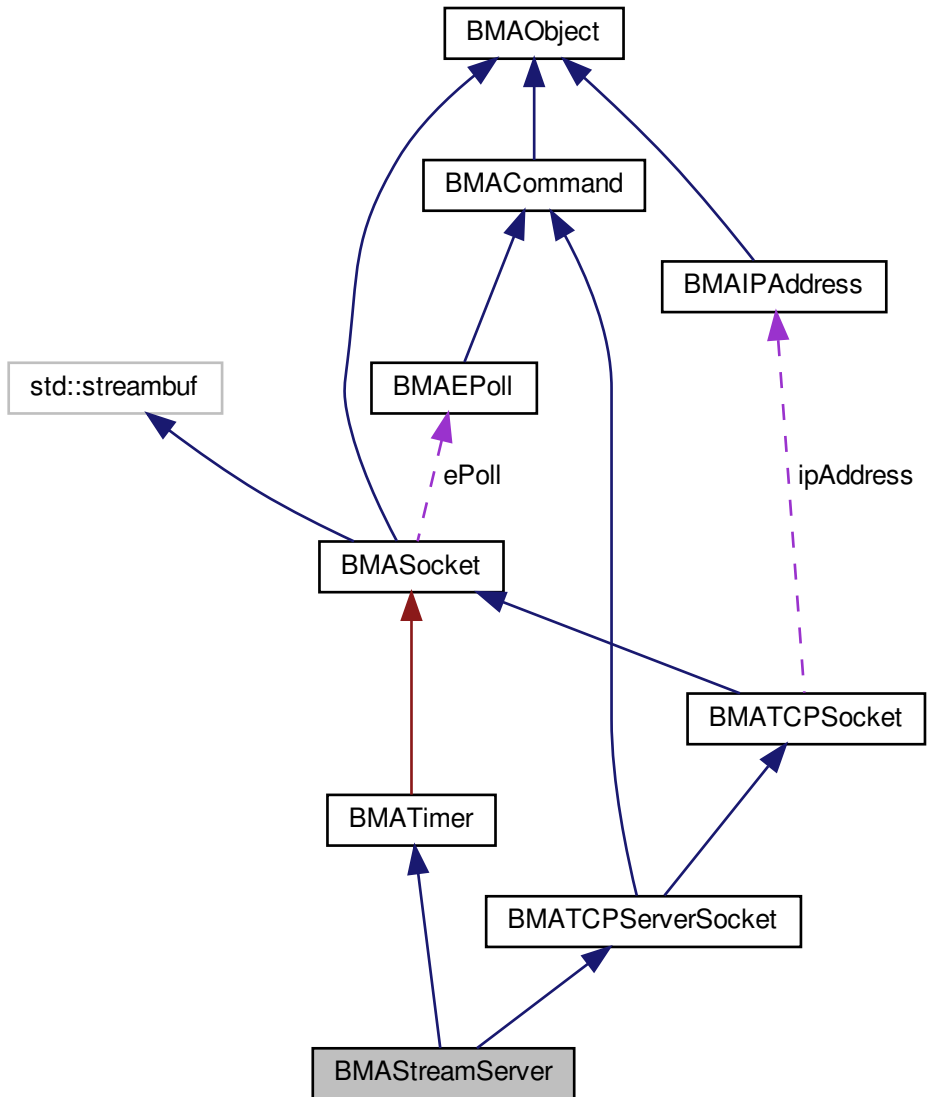 BMAObject
BMACommand
BMAIPAddress
std::streambuf
BMAEPoll
ePoll
ipAddress
BMASocket
BMATCPSocket
BMATimer
BMATCPServerSocket
BMAStreamServer